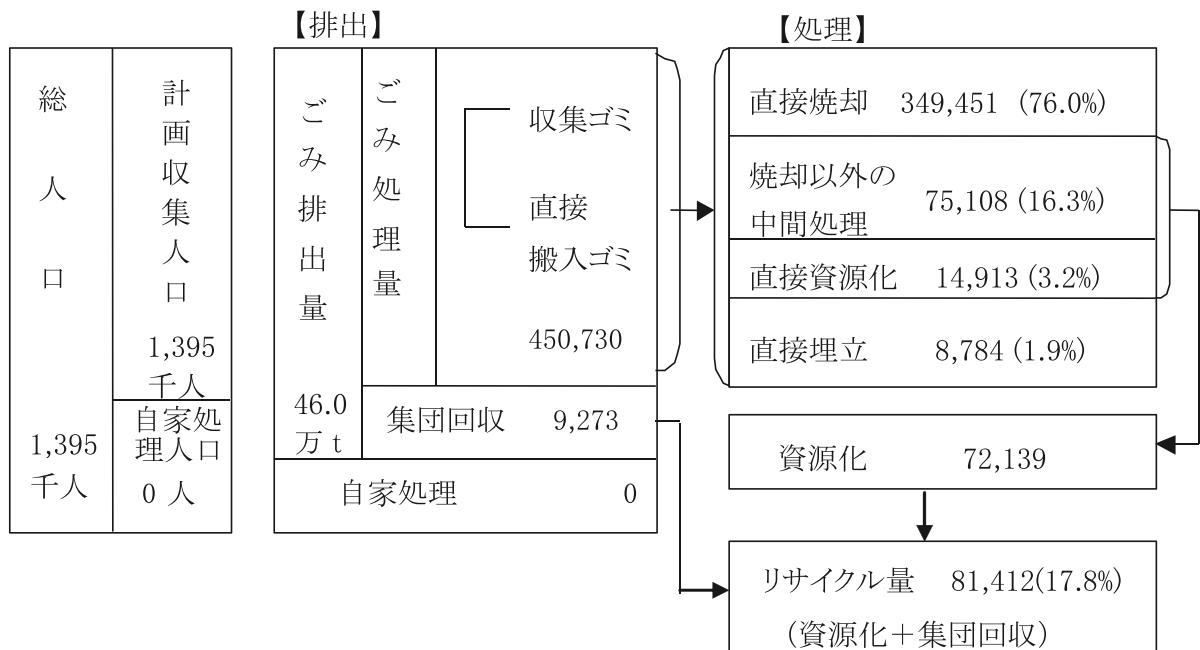 【排出】
【処理】
総人口
1,395
千人
計画収集人口
1,395
千人
自家処
理人口
0 人
ごみ排出量
46.0
万 t
ごみ処理量
収集ゴミ
直接
搬入ゴミ
450,730
集団回収 9,273
自家処理 0
直接焼却 349,451 (76.0%)
焼却以外の
中間処理 75,108 (16.3%)
直接資源化 14,913 (3.2%)
直接埋立 8,784 (1.9%)
資源化 72,139
リサイクル量 81,412(17.8%)
（資源化＋集団回収）